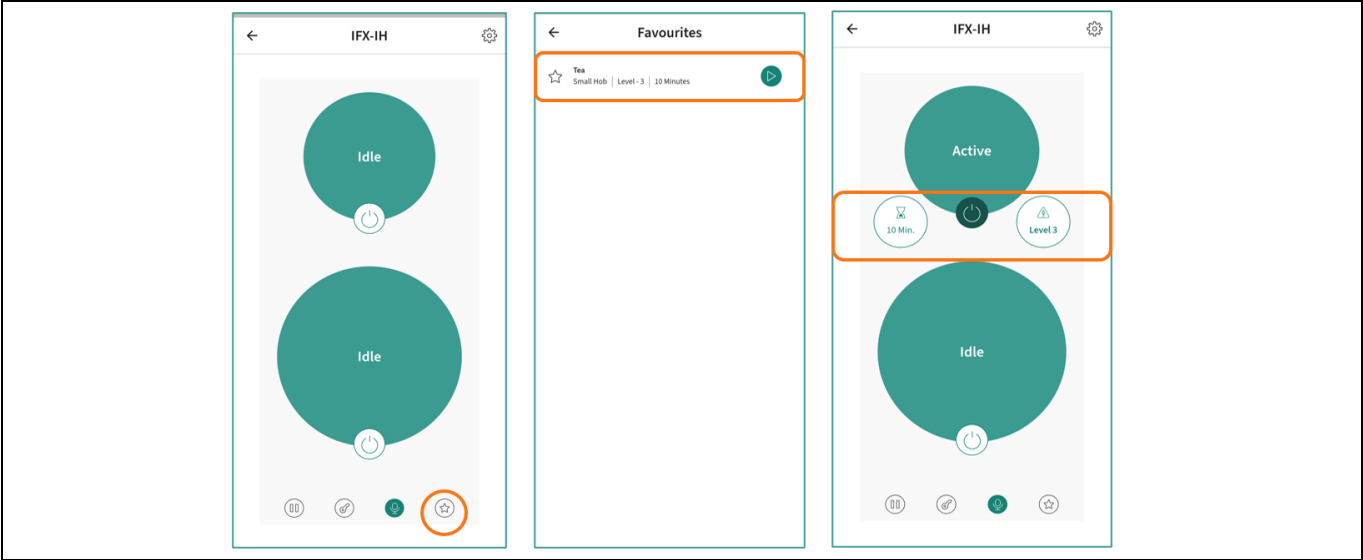 IFX-IH
Idle
Idle
Favourites
Tea
Small Hob | Level - 3 | 10 Minutes
IFX-IH
Active
10 Min.
Level 3
Idle